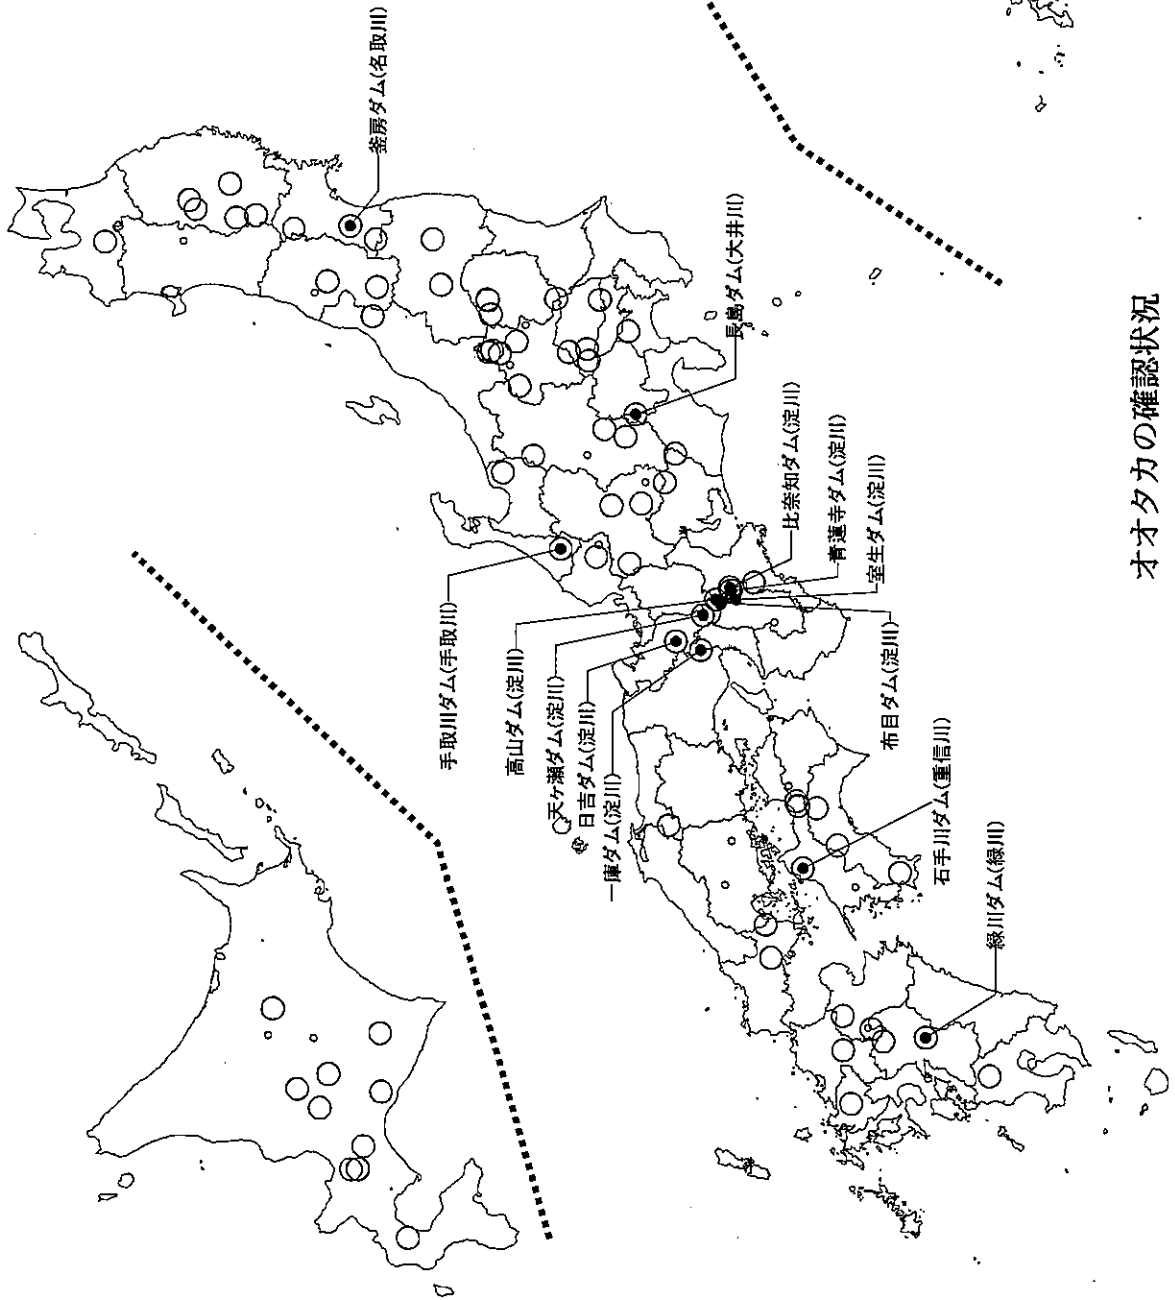 釜房ダム(名取川)
長島ダム(大井川)
比奈知ダム(淀川)
青蓮寺ダム(淀川)
室生ダム(淀川)
布目ダム(淀川)
手取川ダム(手取川)
高山ダム(淀川)
天ヶ瀬ダム(淀川)
日吉ダム(淀川)
一庫ダム(淀川)
石手川ダム(重信川)
緑川ダム(緑川)
オオタカの確認状況